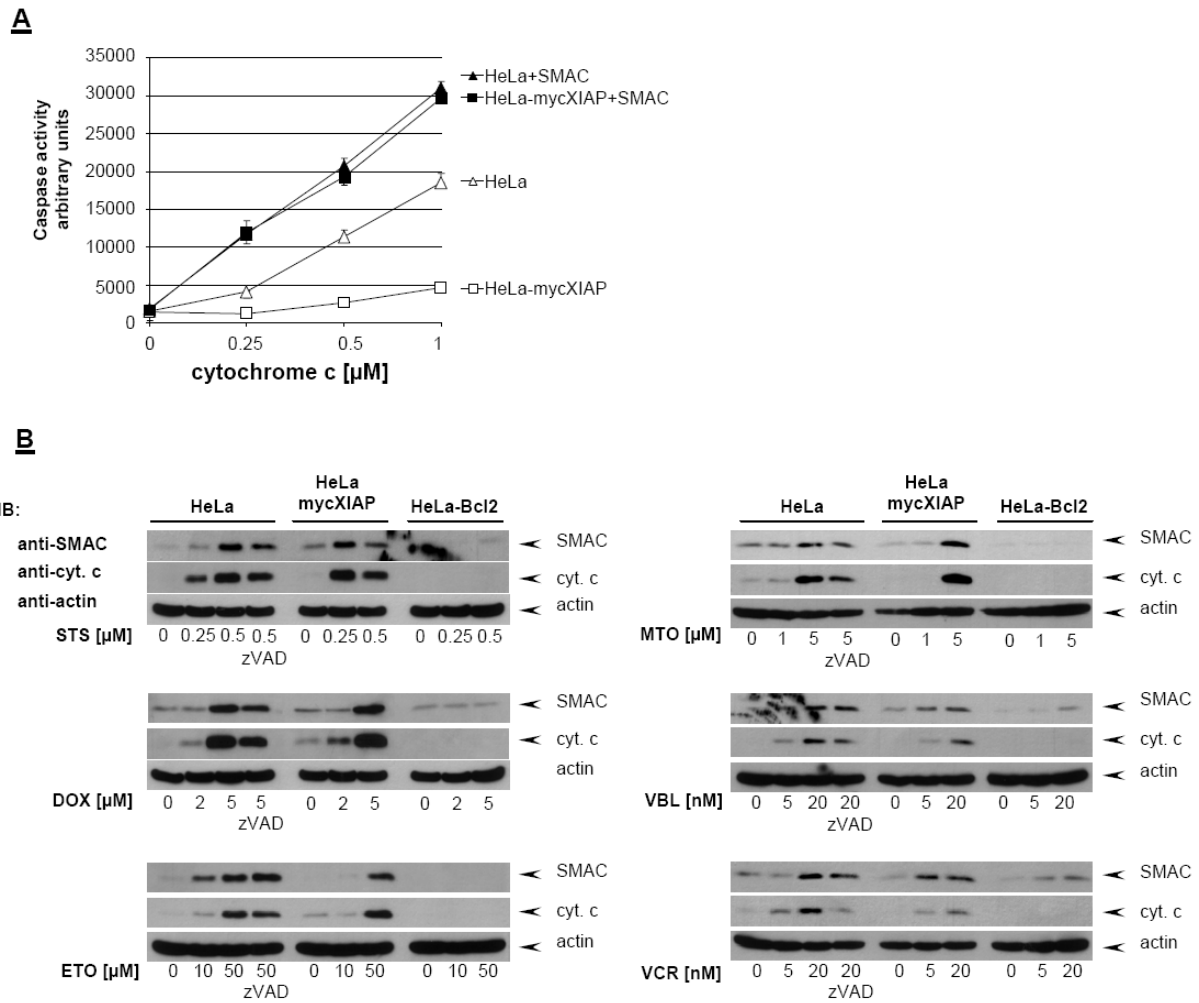 A
35000
30000
25000
20000
15000
10000
5000
0
Caspase activity
arbitrary units
0 0.25 0.5 1
cytochrome c [µM]
HeLa+SMAC
HeLa-mycXIAP+SMAC
HeLa
HeLa-mycXIAP
B
IB:
HeLa
HeLa
mycXIAP
HeLa-Bcl2
anti-SMAC
SMAC
anti-cyt. c
cyt. c
anti-actin
actin
STS [µM]
0 0.25 0.5 0.5 0 0.25 0.5 0 0.25 0.5
zVAD
SMAC
cyt. c
actin
DOX [µM]
0 2 5 5 0 2 5 0 2 5
zVAD
SMAC
cyt. c
actin
ETO [µM]
0 10 50 50 0 10 50 0 10 50
zVAD
HeLa
HeLa
mycXIAP
HeLa-Bcl2
SMAC
cyt. c
actin
MTO [µM]
0 1 5 5 0 1 5 0 1 5
zVAD
SMAC
cyt. c
actin
VBL [nM]
0 5 20 20 0 5 20 0 5 20
zVAD
SMAC
cyt. c
actin
VCR [nM]
0 5 20 20 0 5 20 0 5 20
zVAD